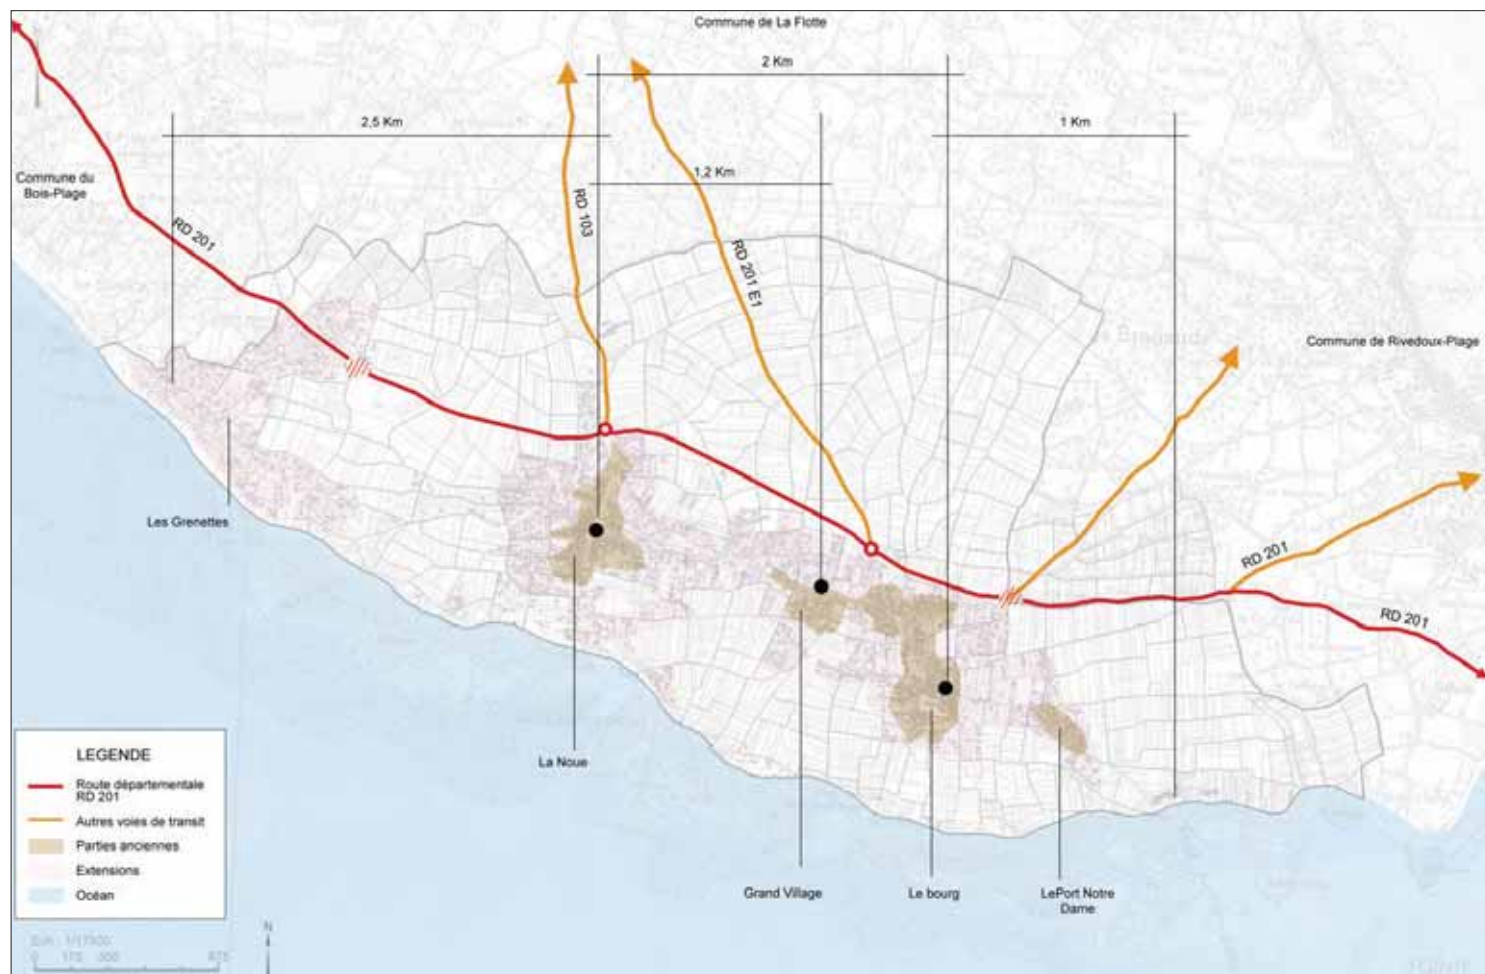 Commune de La Flotte
2 Km
2,5 Km
1 Km
1,2 Km
Commune du
Bois-Plage
RD 201
RD 103
RD 201 E1
Commune de Rivedoux-Plage
Les Grenettes
RD 201
RD 201
La Noue
Grand Village
Le bourg
LePort Notre
Dame
LEGENDE
Route départementale
RD 201
Autres voies de transit
Parties anciennes
Extensions
Océan
N
0